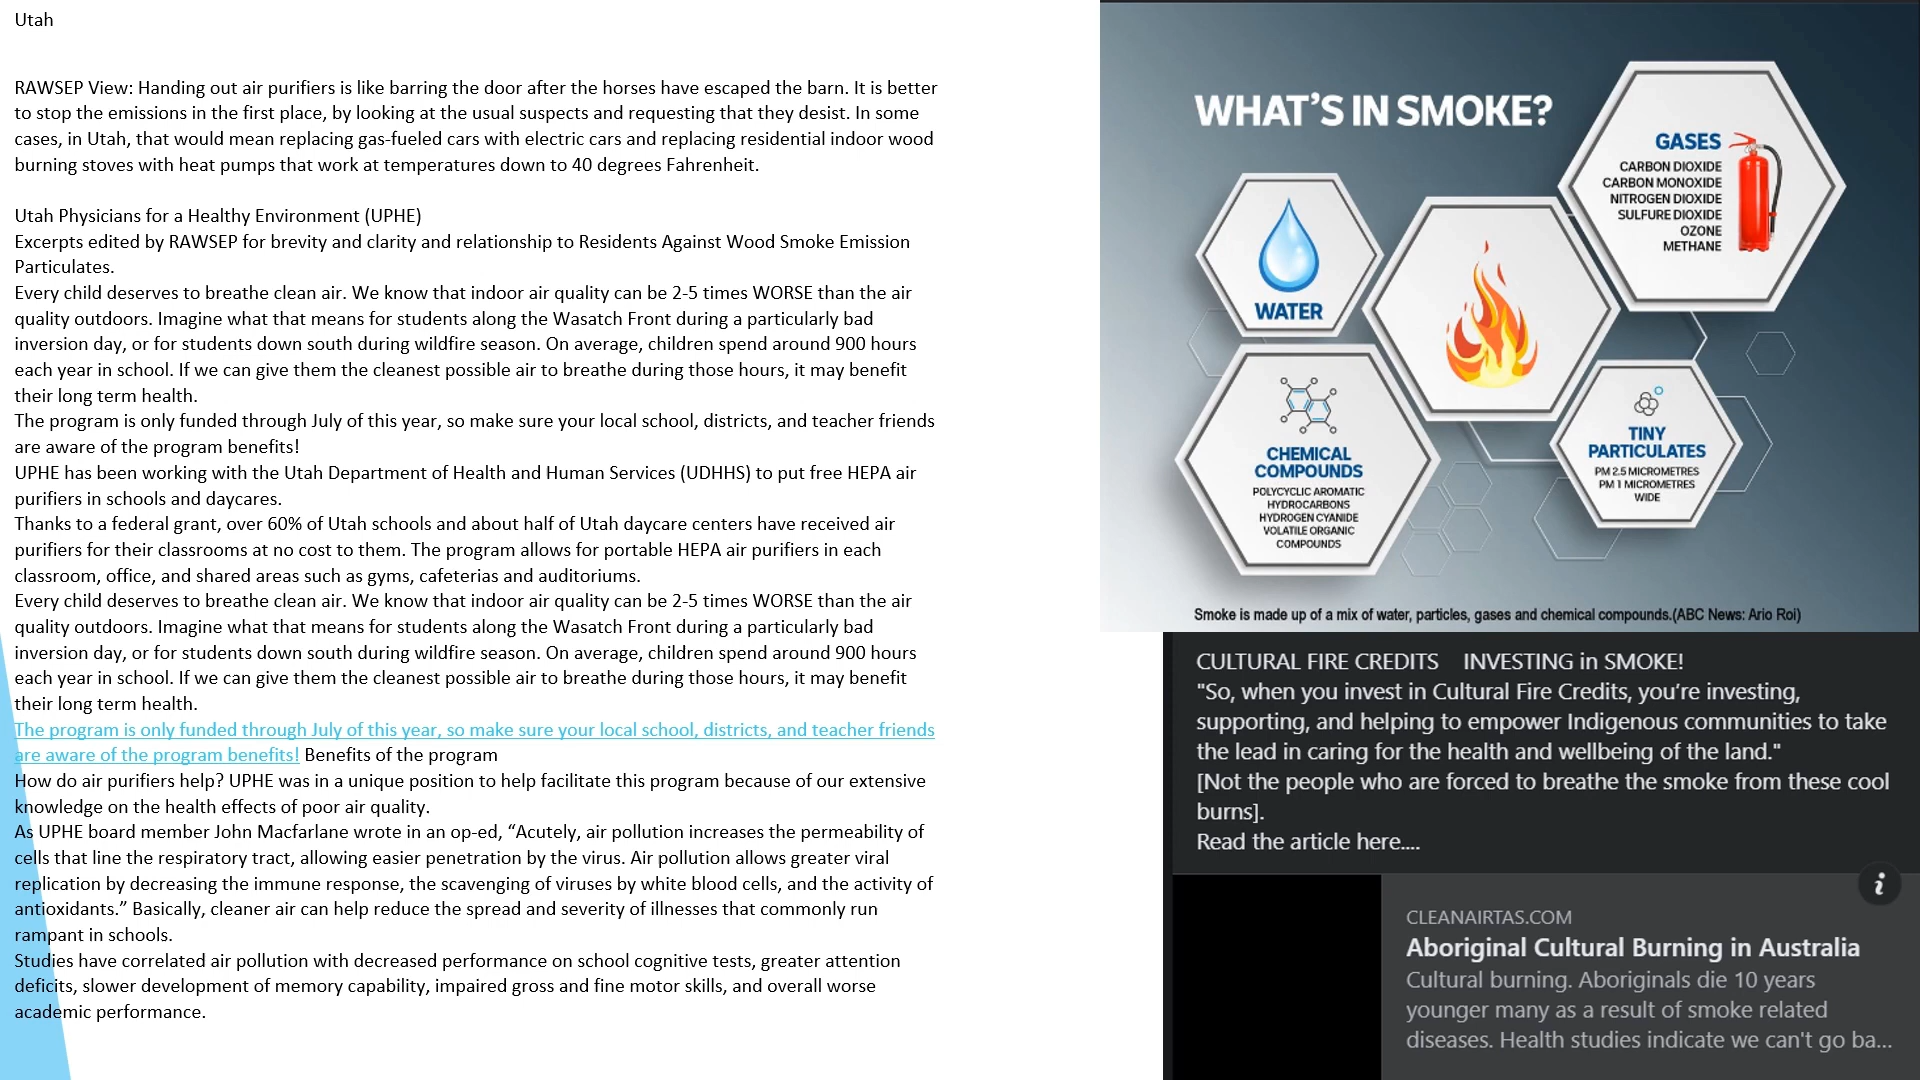 Utah
RAWSEP View: Handing out air purifiers is like barring the door after the horses have escaped the barn. It is better
to stop the emissions in the first place, by looking at the usual suspects and requesting that they desist. In some
cases, in Utah, that would mean replacing gas-fueled cars with electric cars and replacing residential indoor wood
burning stoves with heat pumps that work at temperatures down to 40 degrees Fahrenheit.
Utah Physicians for a Healthy Environment (UPHE)
Excerpts edited by RAWSEP for brevity and clarity and relationship to Residents Against Wood Smoke Emission
Particulates.
Every child deserves to breathe clean air. We know that indoor air quality can be 2-5 times WORSE than the air
quality outdoors. Imagine what that means for students along the Wasatch Front during a particularly bad
inversion day, or for students down south during wildfire season. On average, children spend around 900 hours
each year in school. If we can give them the cleanest possible air to breathe during those hours, it may benefit
their long term health.
The program is only funded through July of this year, so make sure your local school, districts, and teacher friends
are aware of the program benefits!
UPHE has been working with the Utah Department of Health and Human Services (UDHHS) to put free HEPA air
purifiers in schools and daycares.
Thanks to a federal grant, over 60% of Utah schools and about half of Utah daycare centers have received air
purifiers for their classrooms at no cost to them. The program allows for portable HEPA air purifiers in each
classroom, office, and shared areas such as gyms, cafeterias and auditoriums.
Every child deserves to breathe clean air. We know that indoor air quality can be 2-5 times WORSE than the air
quality outdoors. Imagine what that means for students along the Wasatch Front during a particularly bad
inversion day, or for students down south during wildfire season. On average, children spend around 900 hours
each year in school. If we can give them the cleanest possible air to breathe during those hours, it may benefit
their long term health.
The program is only funded through July of this year, so make sure your local school, districts, and teacher friends
are aware of the program benefits! Benefits of the program
How do air purifiers help? UPHE was in a unique position to help facilitate this program because of our extensive
knowledge on the health effects of poor air quality.
As UPHE board member John Macfarlane wrote in an op-ed, “Acutely, air pollution increases the permeability of
cells that line the respiratory tract, allowing easier penetration by the virus. Air pollution allows greater viral
replication by decreasing the immune response, the scavenging of viruses by white blood cells, and the activity of
antioxidants.” Basically, cleaner air can help reduce the spread and severity of illnesses that commonly run
rampant in schools.
Studies have correlated air pollution with decreased performance on school cognitive tests, greater attention
deficits, slower development of memory capability, impaired gross and fine motor skills, and overall worse
academic performance.
WHAT'S IN SMOKE?
GASES
CARBON DIOXIDE
CARBON MONOXIDE
NITROGEN DIOXIDE
SULFURE DIOXIDE
OZONE
METHANE
WATER
CHEMICAL
COMPOUNDS
POLYCYCLIC AROMATIC
HYDROCARBONS
HYDROGEN CYANIDE
VOLATILE ORGANIC
COMPOUNDS
TINY
PARTICULATES
PM 2.5 MICROMETRES
PM 1 MICROMETRES
WIDE
Smoke is made up of a mix of water, particles, gases and chemical compounds.(ABC News: Ario Roi)
CULTURAL FIRE CREDITS INVESTING in SMOKE!
"So, when you invest in Cultural Fire Credits, you're investing,
supporting, and helping to empower Indigenous communities to take
the lead in caring for the health and wellbeing of the land."
[Not the people who are forced to breathe the smoke from these cool
burns].
Read the article here....
CLEANAIRTAS.COM
Aboriginal Cultural Burning in Australia
Cultural burning. Aboriginals die 10 years
younger many as a result of smoke related
diseases. Health studies indicate we can't go ba...